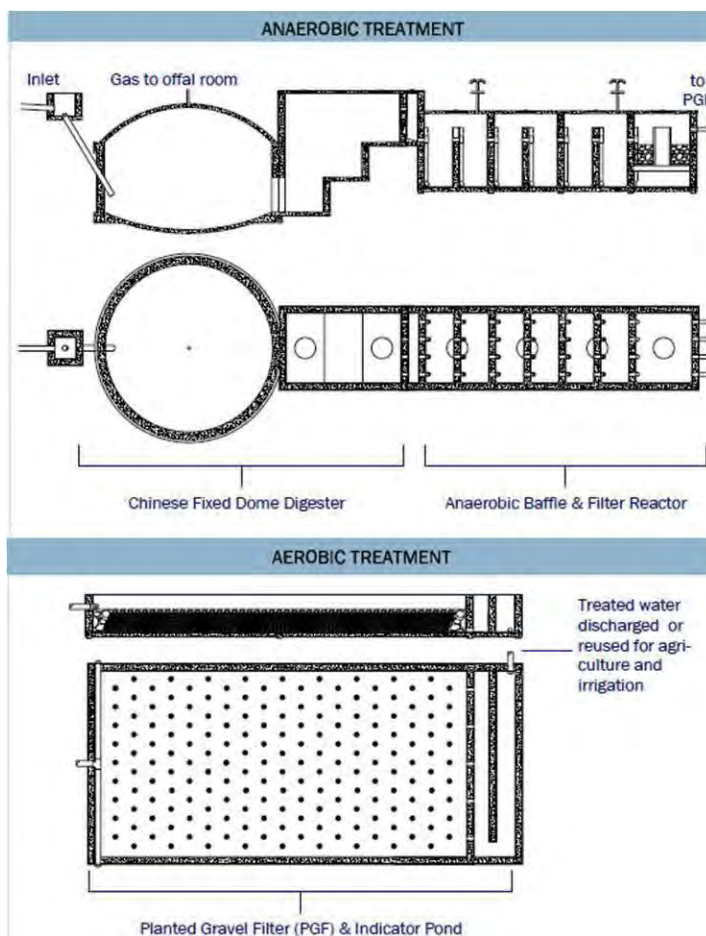 ANAEROBIC TREATMENT
Inlet
Gas to offal room
to
PGF
Chinese Fixed Dome Digester
Anaerobic Baffle & Filter Reactor
AEROBIC TREATMENT
Treated water
discharged or
reused for agri-
culture and
irrigation
Planted Gravel Filter (PGF) & Indicator Pond